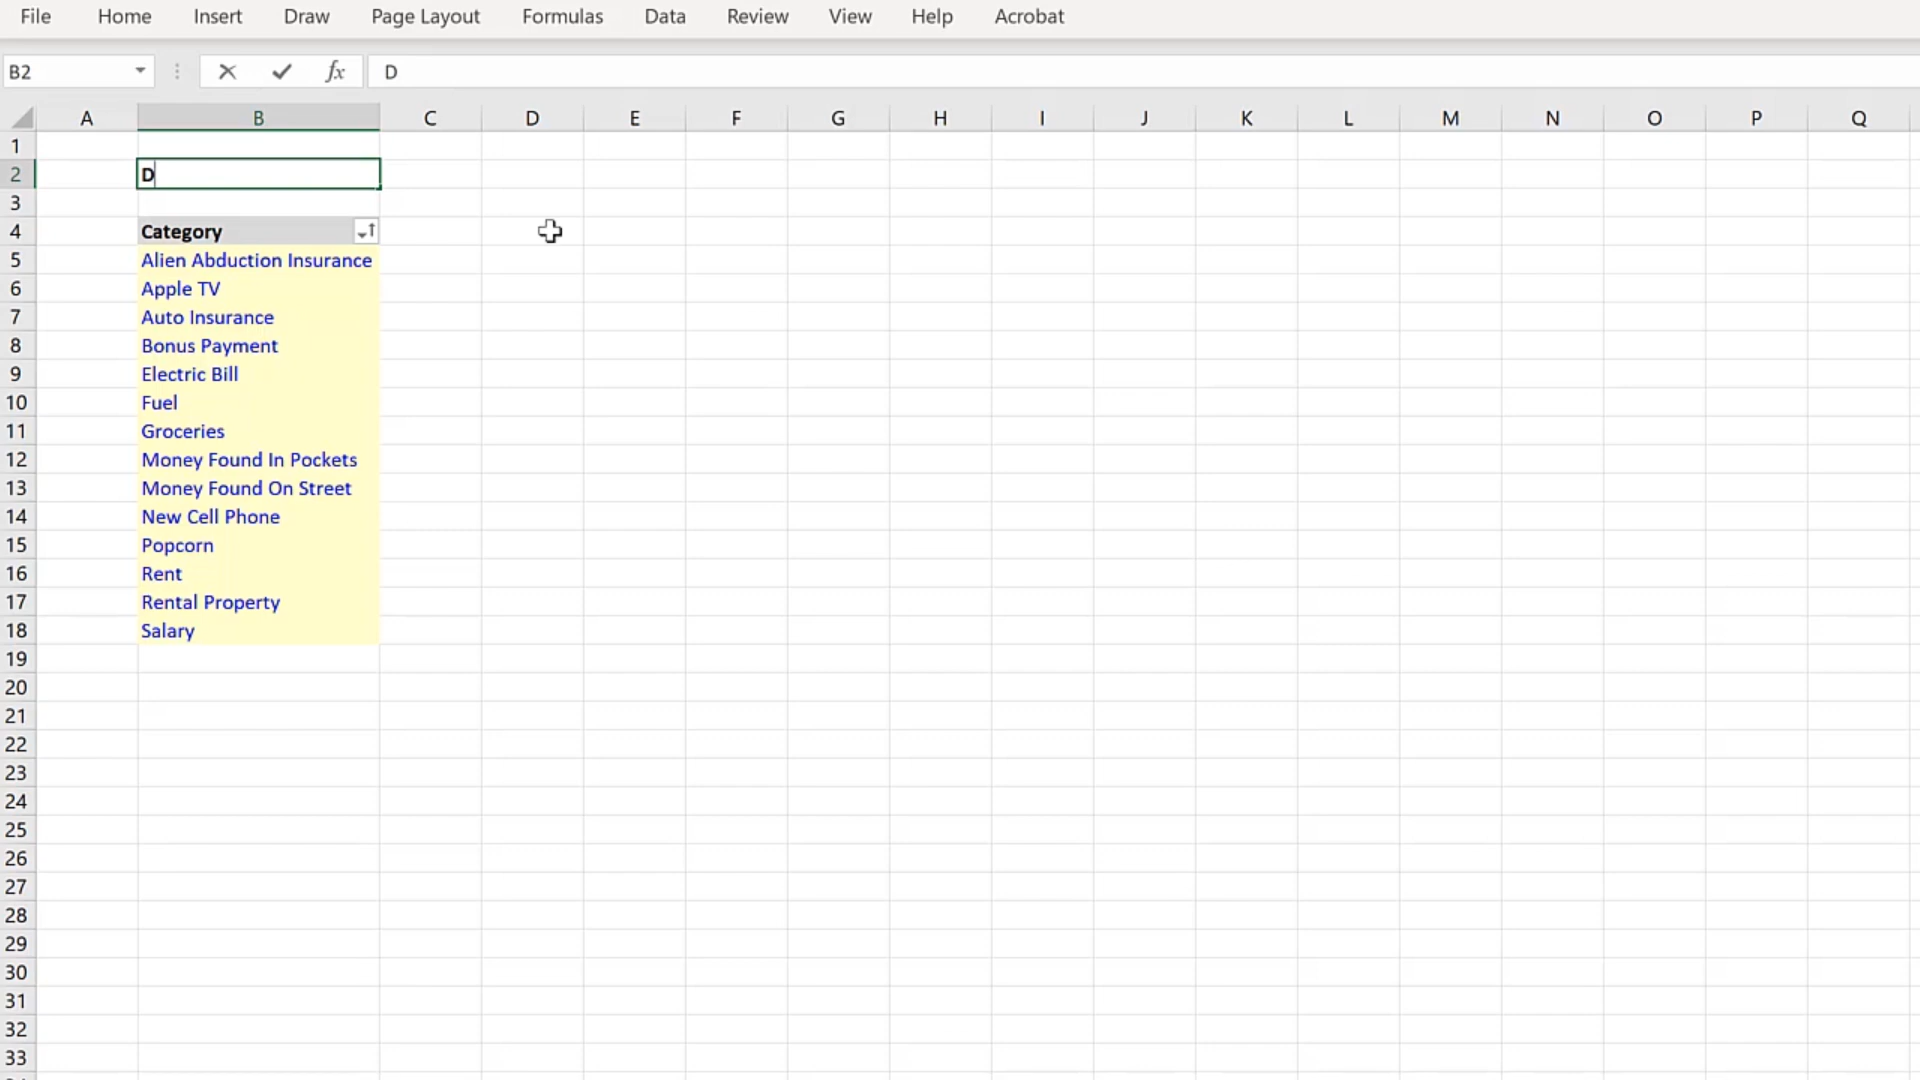 File Home Insert Draw Page Layout Formulas Data Review View Help Acrobat
B2 fx D
A B C D E F G H I J K L M N O P Q
1
2 D
3
4 Category
5 Alien Abduction Insurance
6 Apple TV
7 Auto Insurance
8 Bonus Payment
9 Electric Bill
10 Fuel
11 Groceries
12 Money Found In Pockets
13 Money Found On Street
14 New Cell Phone
15 Popcorn
16 Rent
17 Rental Property
18 Salary
19
20
21
22
23
24
25
26
27
28
29
30
31
32
33